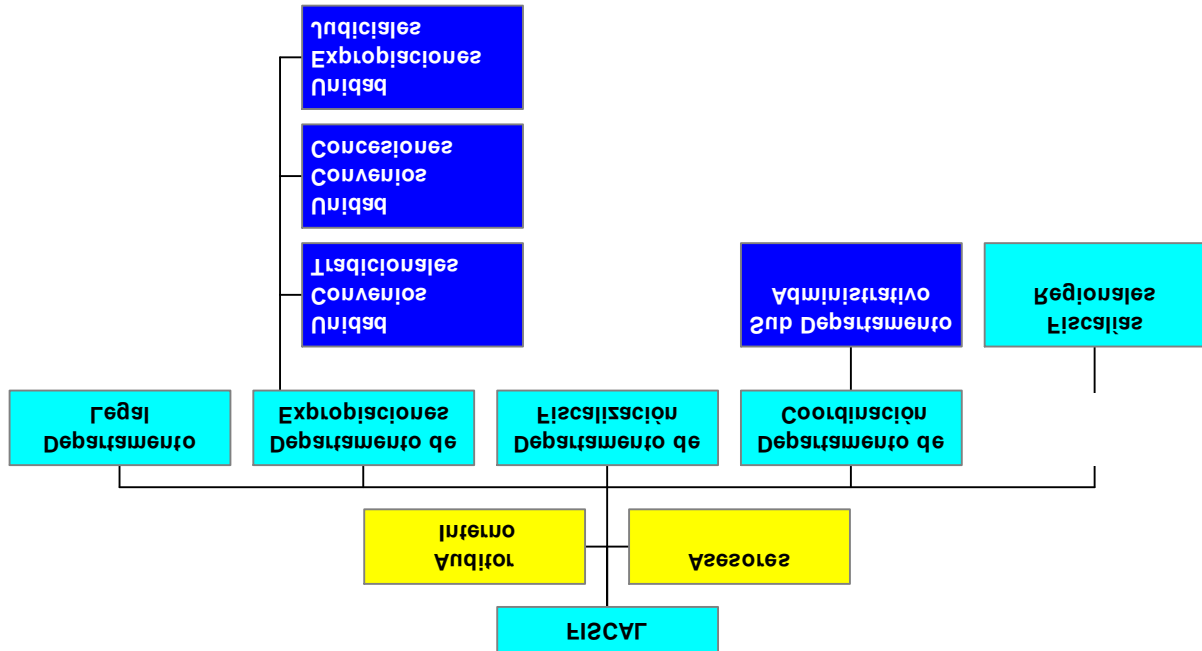 FISCAL
Auditor
Interno
Asesores
Departamento
Legal
Departamento de
Expropiaciones
Departamento de
Fiscalización
Departamento de
Coordinación
Fiscalías
Regionales
Sub Departamento
Administrativo
Unidad
Convenios
Tradicionales
Unidad
Convenios
Concesiones
Unidad
Expropiaciones
Judiciales